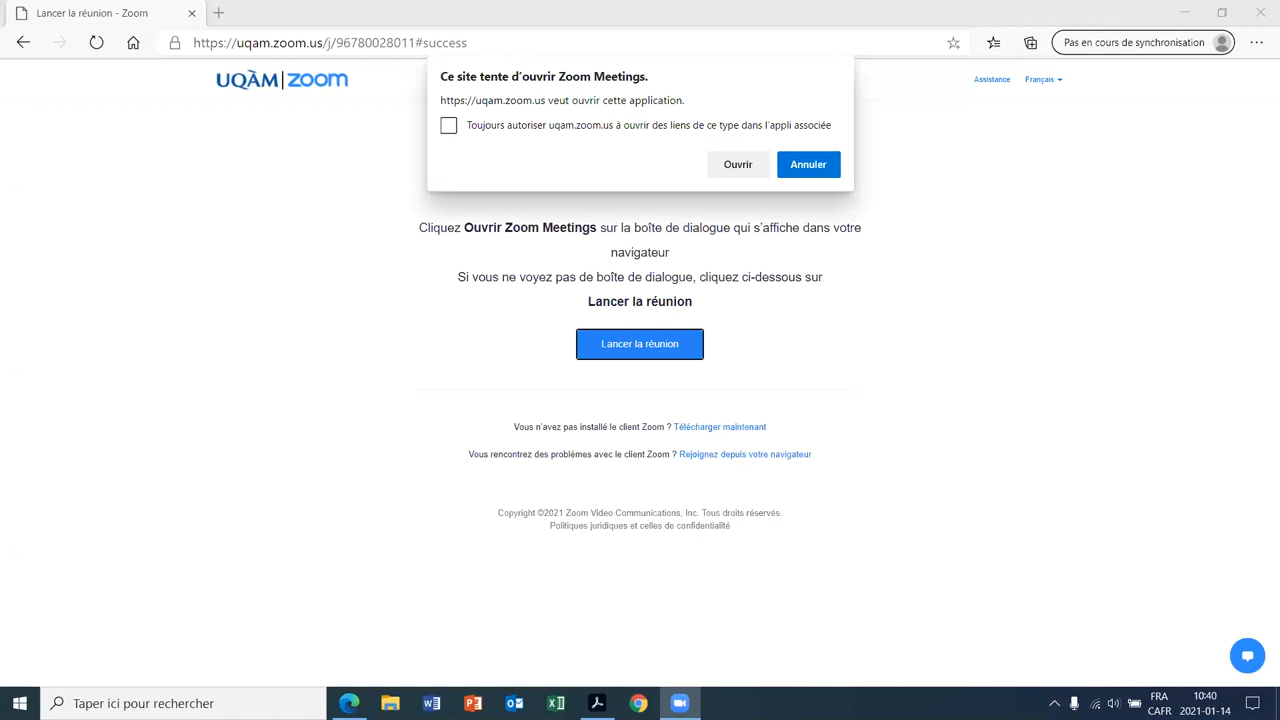 Lancer la réunion - Zoom
https://uqam.zoom.us/j/96780028011#success
Pas en cours de synchronisation
UQÀM | zoom
Assistance
Français
Ce site tente d'ouvrir Zoom Meetings.
https://uqam.zoom.us veut ouvrir cette application.
Toujours autoriser uqam.zoom.us à ouvrir des liens de ce type dans l'appli associée
Ouvrir
Annuler
Cliquez Ouvrir Zoom Meetings sur la boîte de dialogue qui s'affiche dans votre
navigateur
Si vous ne voyez pas de boîte de dialogue, cliquez ci-dessous sur
Lancer la réunion
Lancer la réunion
Vous n'avez pas installé le client Zoom ? Télécharger maintenant
Vous rencontrez des problèmes avec le client Zoom ? Rejoignez depuis votre navigateur
Copyright ©2021 Zoom Video Communications, Inc. Tous droits réservés.
Politiques juridiques et celles de confidentialité
Taper ici pour rechercher
FRA
CAFR
10:40
2021-01-14